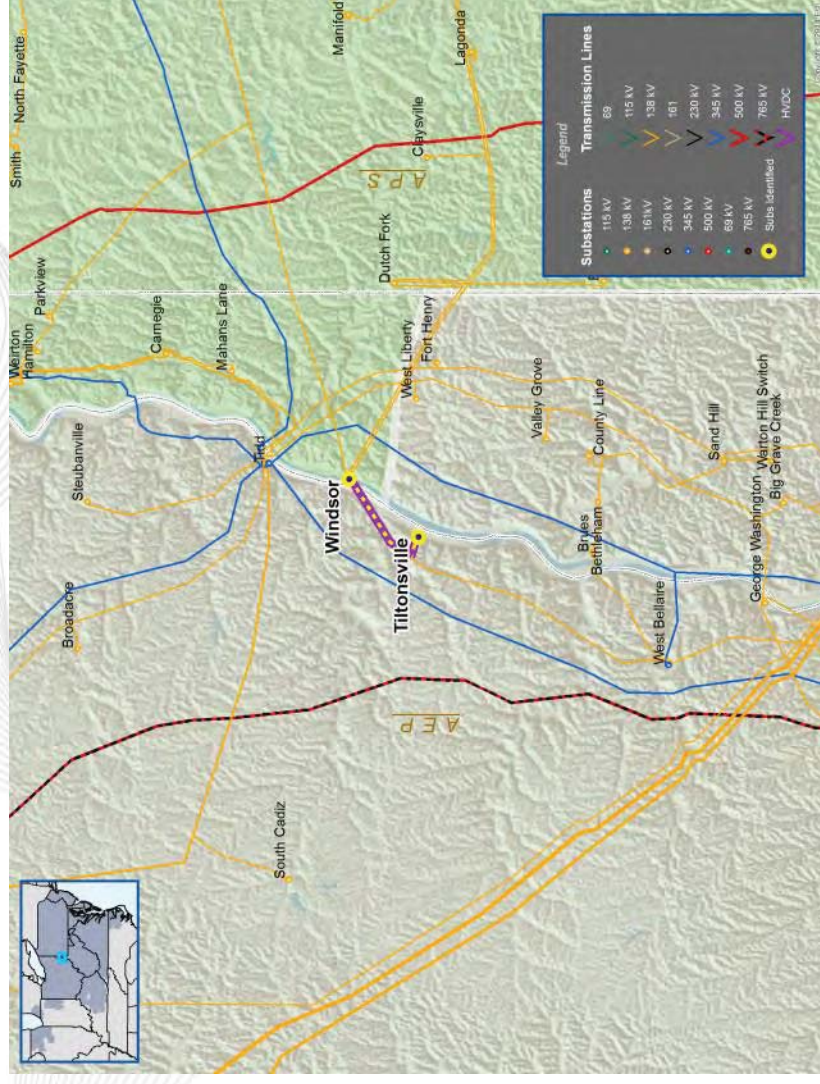 Smith
North Fayette
Manifold
Lagonda
Claysville
A P S
Dutch Fork
Parkview
Weirton
Hamilton
Carnegie
Mahans Lane
West Liberty
Fort Henry
Steubanville
Tidd
Windsor
Tiltonsville
Valley Grove
County Line
Sand Hill
Warton Hill Switch
Big Grave Creek
George Washington
Brues
Bethleham
West Bellaire
Broadacre
A E P
South Cadiz
Legend
Substations
115 kV
138 kV
161kV
230 kV
345 kV
500 kV
69 kV
765 kV
Subs Identified
Transmission Lines
69
115 kV
138 kV
161
230 kV
345 kV
500 kV
765 kV
HVDC